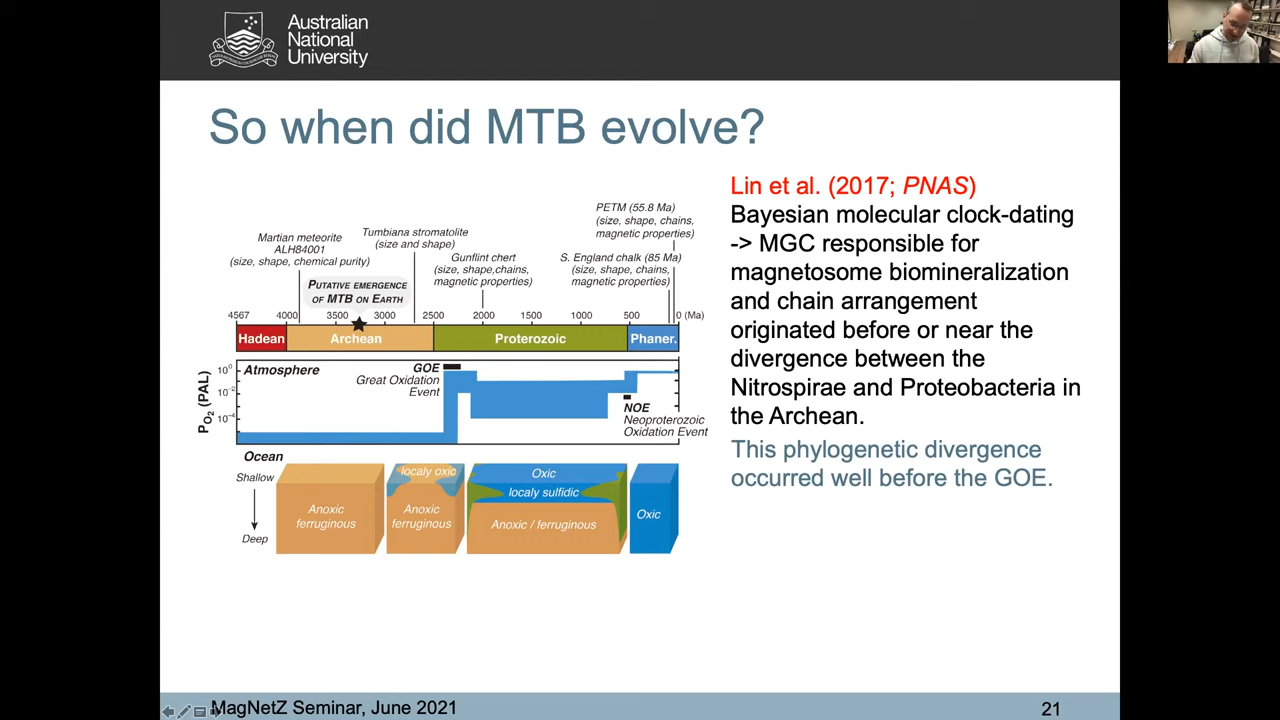 Australian
National
University
So when did MTB evolve?
PETM (55.8 Ma)
(size, shape, chains,
magnetic properties)
Tumbiana stromatolite
(size and shape)
Martian meteorite
ALH84001
(size, shape, chemical purity)
Gunflint chert
(size, shape,chains,
magnetic properties)
S. England chalk (85 Ma)
(size, shape, chains,
magnetic properties)
PUTATIVE EMERGENCE
OF MTB ON EARTH
4567 4000 3500 3000 2500 2000 1500 1000 500 0 (Ma)
Hadean Archean Proterozoic Phaner.
Atmosphere
GOE
Great Oxidation
Event
PO2 (PAL)
10⁰
10⁻²
10⁻⁴
NOE
Neoproterozoic
Oxidation Event
Ocean
Shallow
Deep
Anoxic
ferruginous
localy oxic
Anoxic
ferruginous
Oxic
localy sulfidic
Anoxic / ferruginous
Oxic
Lin et al. (2017; PNAS)
Bayesian molecular clock-dating
-> MGC responsible for
magnetosome biomineralization
and chain arrangement
originated before or near the
divergence between the
Nitrospirae and Proteobacteria in
the Archean.
This phylogenetic divergence
occurred well before the GOE.
MagNetZ Seminar, June 2021
21